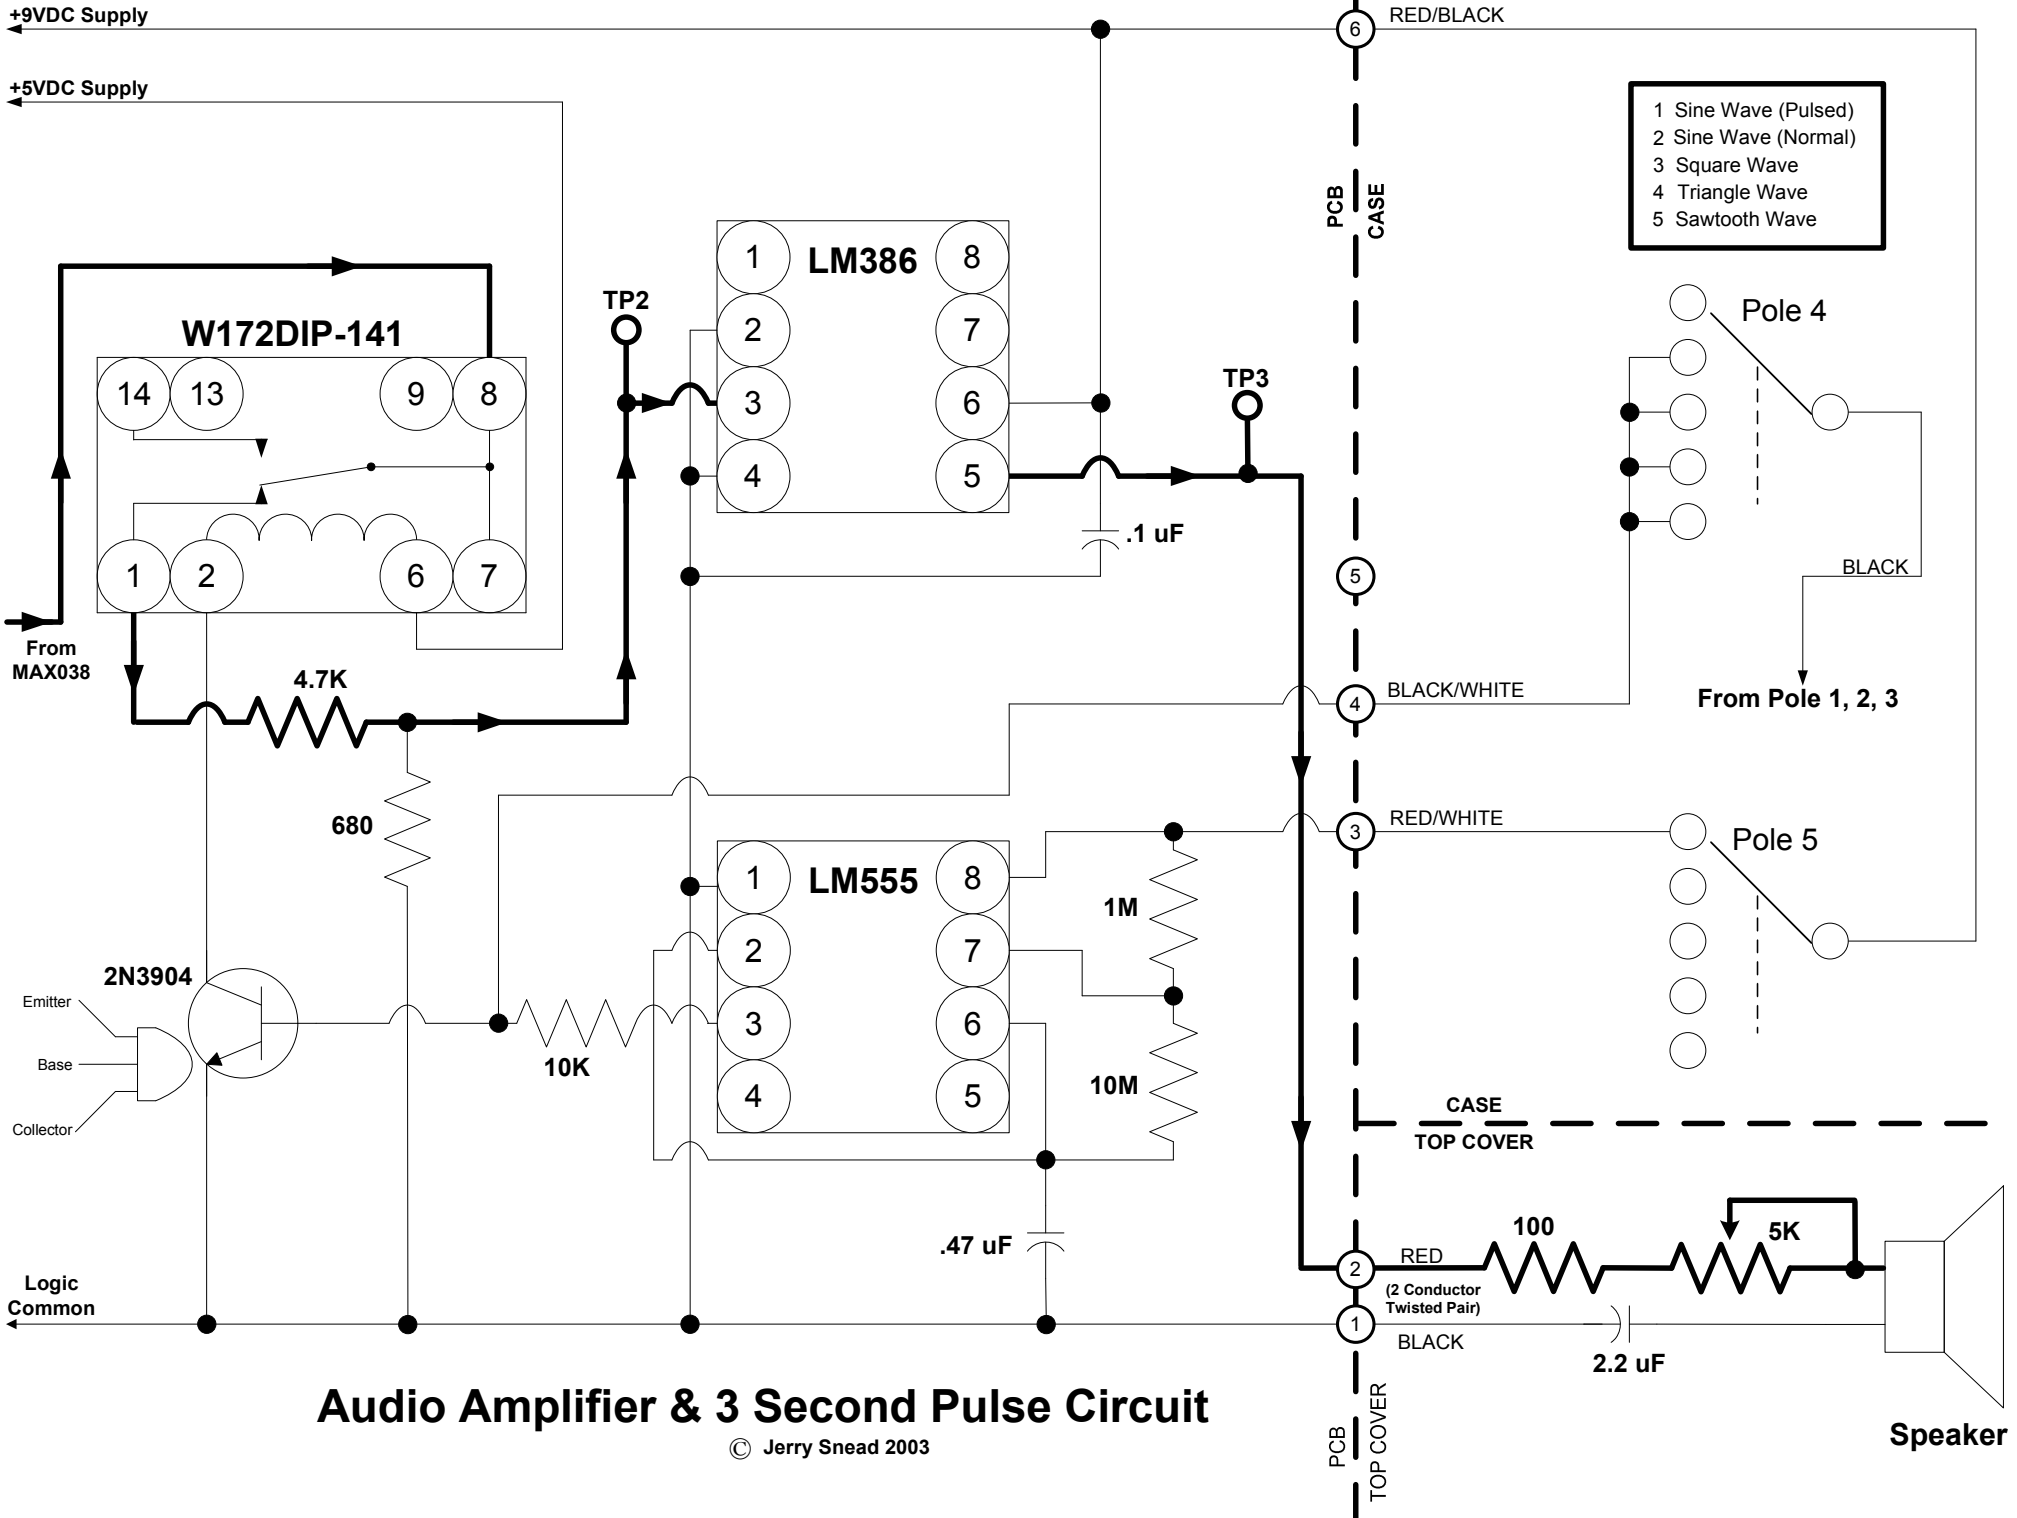 +9VDC Supply
6
RED/BLACK
+5VDC Supply
1 Sine Wave (Pulsed)
2 Sine Wave (Normal)
3 Square Wave
4 Triangle Wave
5 Sawtooth Wave
PCB
CASE
1
LM386
8
2
7
3
6
4
5
TP2
W172DIP-141
14
13
9
8
1
2
6
7
TP3
Pole 4
.1 uF
5
BLACK
From
MAX038
4.7K
4
BLACK/WHITE
From Pole 1, 2, 3
680
3
RED/WHITE
Pole 5
1
LM555
8
2
7
3
6
4
5
1M
10M
2N3904
Emitter
Base
Collector
10K
CASE
TOP COVER
.47 uF
100
5K
2
RED
(2 Conductor
Twisted Pair)
Logic
Common
1
BLACK
2.2 uF
Speaker
Audio Amplifier & 3 Second Pulse Circuit
© Jerry Snead 2003
PCB
TOP COVER